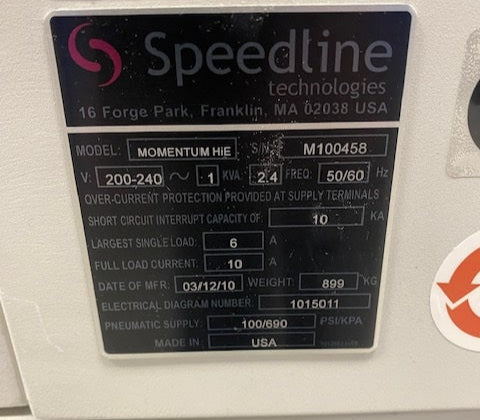 Speedline
technologies
16 Forge Park, Franklin, MA 02038 USA
MODEL: MOMENTUM HiE S/N: M100458
V: 200-240 ~ 1 KVA: 2.4 FREQ: 50/60 Hz
OVER-CURRENT PROTECTION PROVIDED AT SUPPLY TERMINALS
SHORT CIRCUIT INTERRUPT CAPACITY OF: 10 KA
LARGEST SINGLE LOAD: 6 A
FULL LOAD CURRENT: 10 A
DATE OF MFR. 03/12/10 WEIGHT: 899 KG
ELECTRICAL DIAGRAM NUMBER: 1015011
PNEUMATIC SUPPLY: 100/690 PSI/KPA
MADE IN: USA